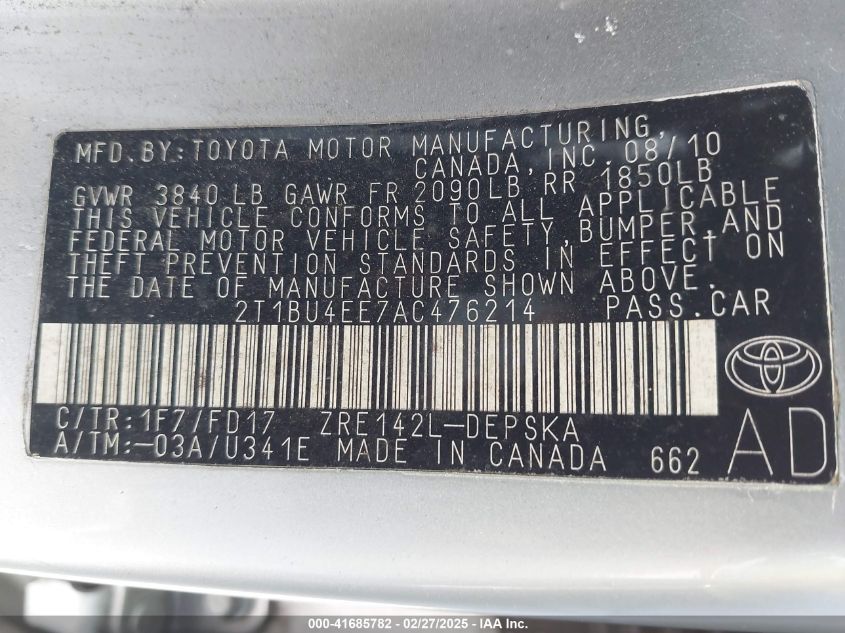 MFD.BY:TOYOTA MOTOR MANUFACTURING,
CANADA,INC.08/10
GVWR 3840 LB GAWR FR 2090LB RR 1850LB
THIS VEHICLE CONFORMS TO ALL APPLICABLE
FEDERAL MOTOR VEHICLE SAFETY,BUMPER,AND
THEFT PREVENTION STANDARDS IN EFFECT ON
THE DATE OF MANUFACTURE SHOWN ABOVE.
2T1BU4EE7AC476214 PASS.CAR
C/TR:1F7/FD17 ZRE142L-DEPSKA
A/TM:-03A/U341E MADE IN CANADA 662
AD
000-41685782 - 02/27/2025 - IAA Inc.